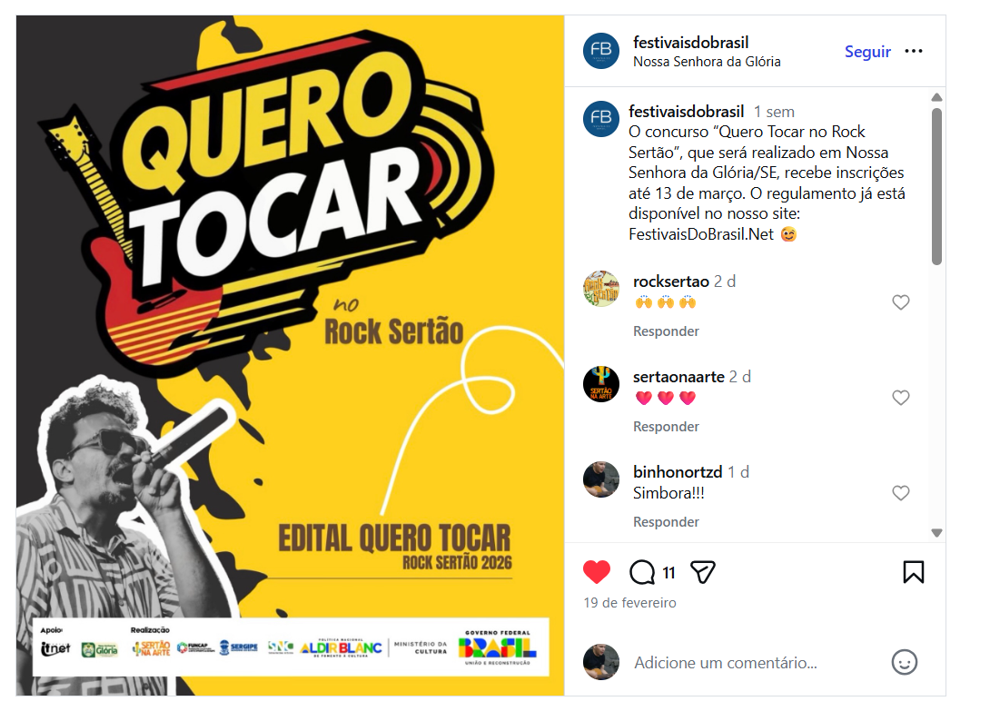 QUERO
TOCAR
no
Rock Sertão
EDITAL QUERO TOCAR
ROCK SERTÃO 2026
Apoio:
itnet
Glória
Realização
SERTÃO
NA ARTE
FUNCAP
SERGIPE
SNC
POLÍTICA NACIONAL
ALDIR BLANC
DE FOMENTO À CULTURA
MINISTÉRIO DA
CULTURA
GOVERNO FEDERAL
BRASIL
UNIÃO E RECONSTRUÇÃO
FB
festivaisdobrasil
Nossa Senhora da Glória
Seguir
FB
festivaisdobrasil 1 sem
O concurso “Quero Tocar no Rock
Sertão”, que será realizado em Nossa
Senhora da Glória/SE, recebe inscrições
até 13 de março. O regulamento já está
disponível no nosso site:
FestivaisDoBrasil.Net 😉
rocksertao 2 d
🙌 🙌 🙌
Responder
SERTÃO
NA ARTE
sertaonaarte 2 d
💔 💔 💔
Responder
binhonortzd 1 d
Simbora!!!
Responder
11
19 de fevereiro
Adicione um comentário...